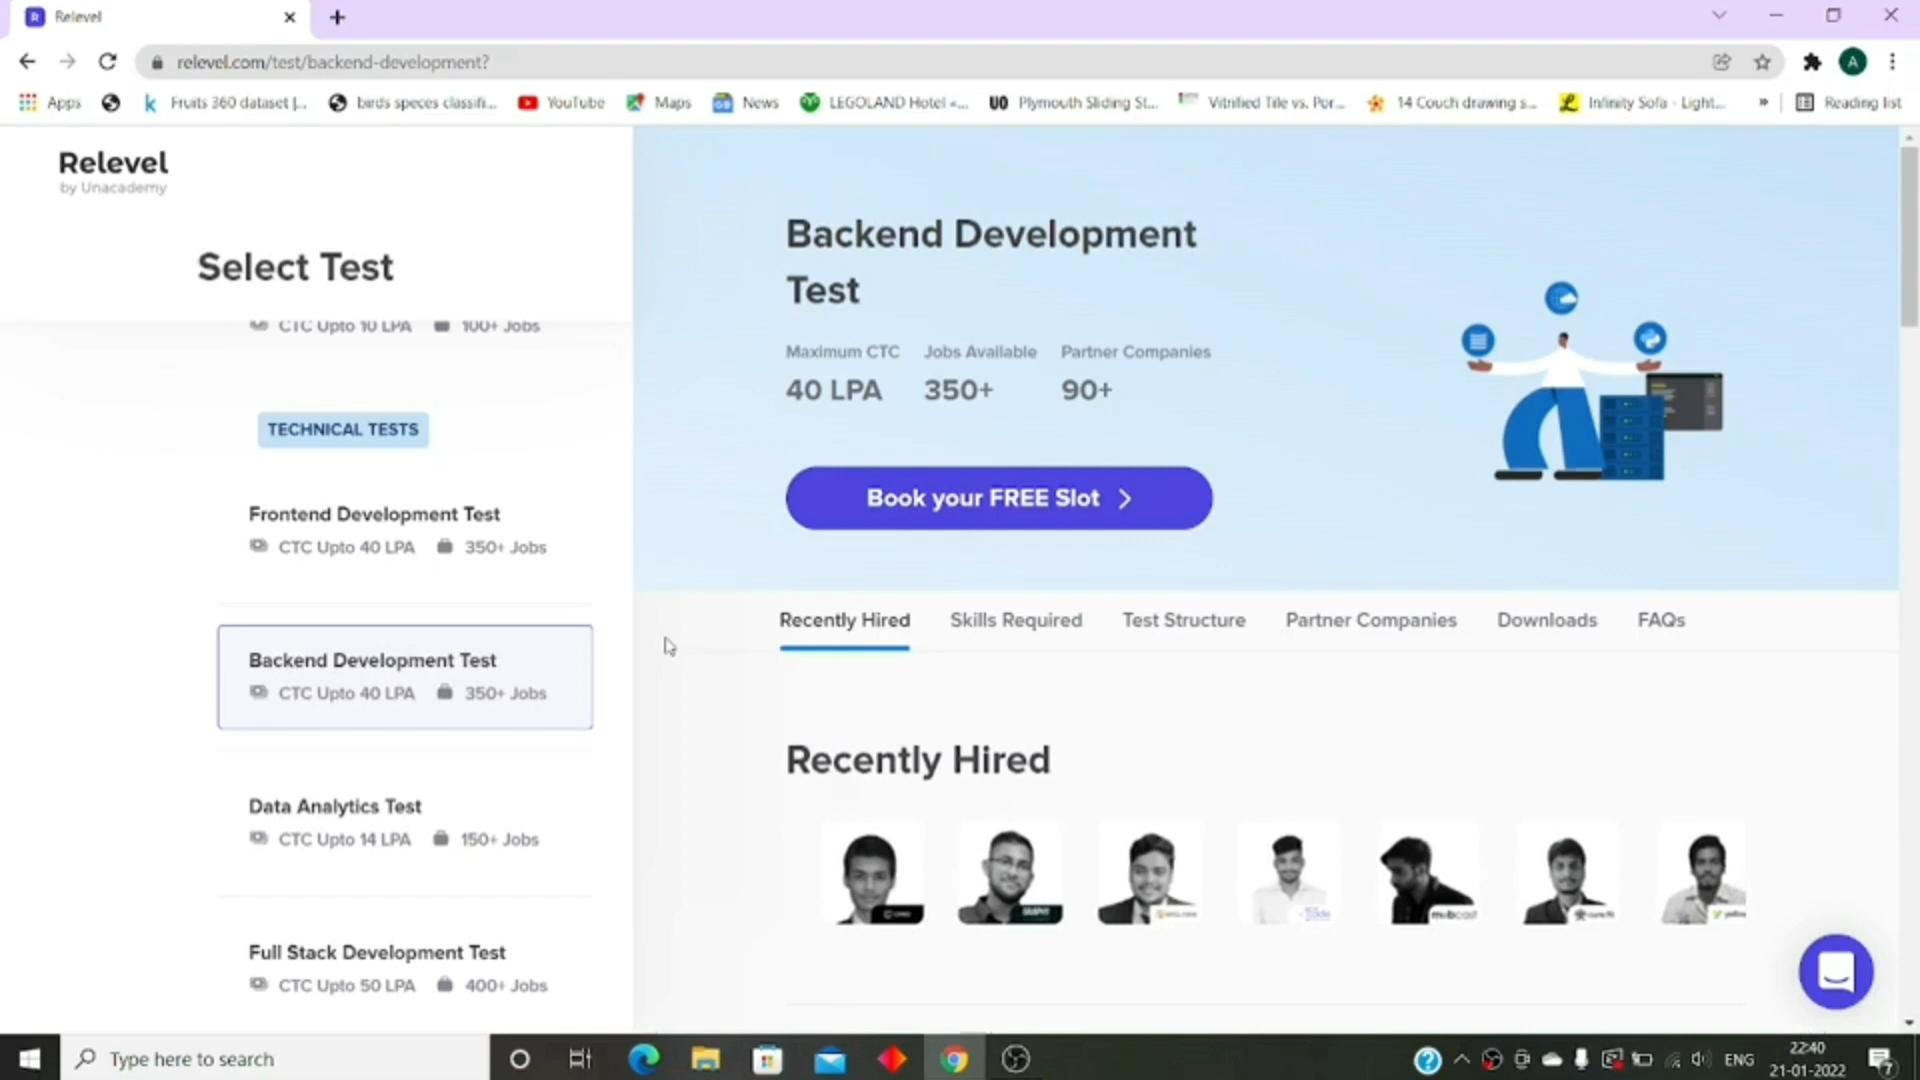 Relevel
relevel.com/test/backend-development?
A
Apps
Fruits 360 dataset |...
birds speces classifi...
YouTube
Maps
News
LEGOLAND Hotel «...
Plymouth Sliding St...
Vitrified Tile vs. Por...
14 Couch drawing s...
Infinity Sofa - Light...
»
Reading list
Relevel
by Unacademy
Select Test
CTC Upto 10 LPA 100+ Jobs
TECHNICAL TESTS
Frontend Development Test
CTC Upto 40 LPA 350+ Jobs
Backend Development Test
CTC Upto 40 LPA 350+ Jobs
Data Analytics Test
CTC Upto 14 LPA 150+ Jobs
Full Stack Development Test
CTC Upto 50 LPA 400+ Jobs
Backend Development
Test
Maximum CTC Jobs Available Partner Companies
40 LPA 350+ 90+
Book your FREE Slot
Recently Hired Skills Required Test Structure Partner Companies Downloads FAQs
Recently Hired
mobcast
Type here to search
ENG
22:40
21-01-2022
7